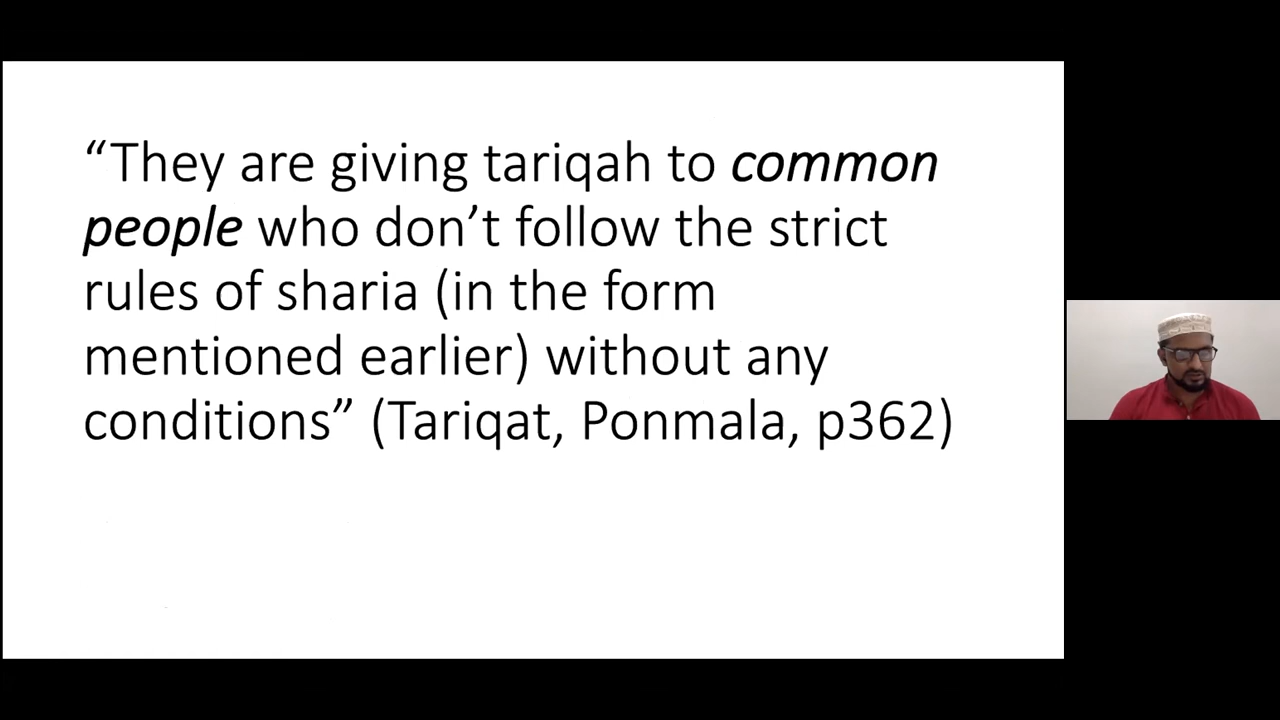 “They are giving tariqah to common
people who don’t follow the strict
rules of sharia (in the form
mentioned earlier) without any
conditions” (Tariqat, Ponmala, p362)